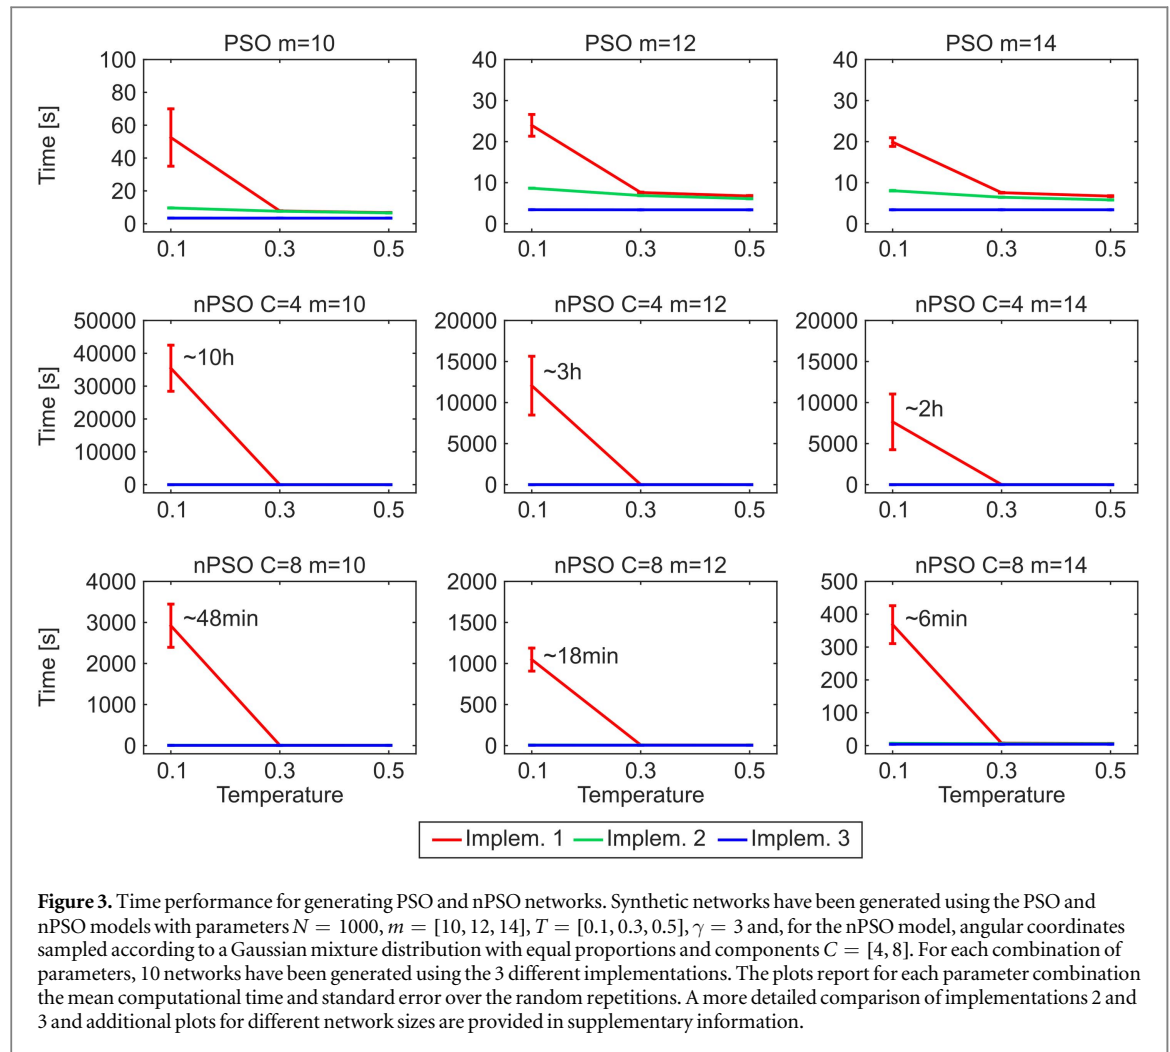 PSO m=10
PSO m=12
PSO m=14
Time [s]
100
80
60
40
20
0
0.1
0.3
0.5
40
30
20
10
0
0.1
0.3
0.5
40
30
20
10
0
0.1
0.3
0.5
nPSO C=4 m=10
nPSO C=4 m=12
nPSO C=4 m=14
Time [s]
50000
40000
30000
20000
10000
0
~10h
0.1
0.3
0.5
20000
15000
10000
5000
0
~3h
0.1
0.3
0.5
20000
15000
10000
5000
0
~2h
0.1
0.3
0.5
nPSO C=8 m=10
nPSO C=8 m=12
nPSO C=8 m=14
Time [s]
4000
3000
2000
1000
0
~48min
0.1
0.3
0.5
Temperature
2000
1500
1000
500
0
~18min
0.1
0.3
0.5
Temperature
500
400
300
200
100
0
~6min
0.1
0.3
0.5
Temperature
Implem. 1 Implem. 2 Implem. 3
Figure 3. Time performance for generating PSO and nPSO networks. Synthetic networks have been generated using the PSO and
nPSO models with parameters N = 1000, m = [10, 12, 14], T = [0.1, 0.3, 0.5], γ = 3 and, for the nPSO model, angular coordinates
sampled according to a Gaussian mixture distribution with equal proportions and components C = [4, 8]. For each combination of
parameters, 10 networks have been generated using the 3 different implementations. The plots report for each parameter combination
the mean computational time and standard error over the random repetitions. A more detailed comparison of implementations 2 and
3 and additional plots for different network sizes are provided in supplementary information.